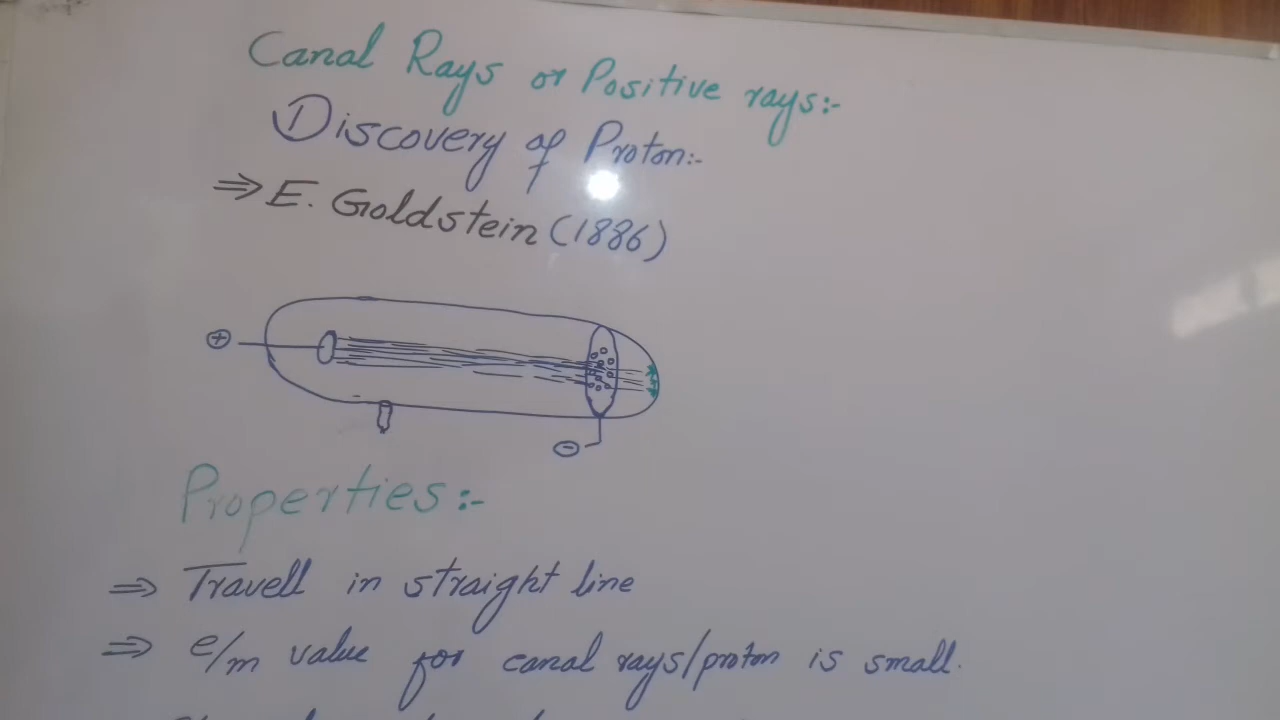 Canal Rays or Positive rays:-
Discovery of Proton:-
⇒ E. Goldstein (1886)
+
-
Properties:-
⇒ Travell in straight line
⇒ e/m value for canal rays/proton is small.